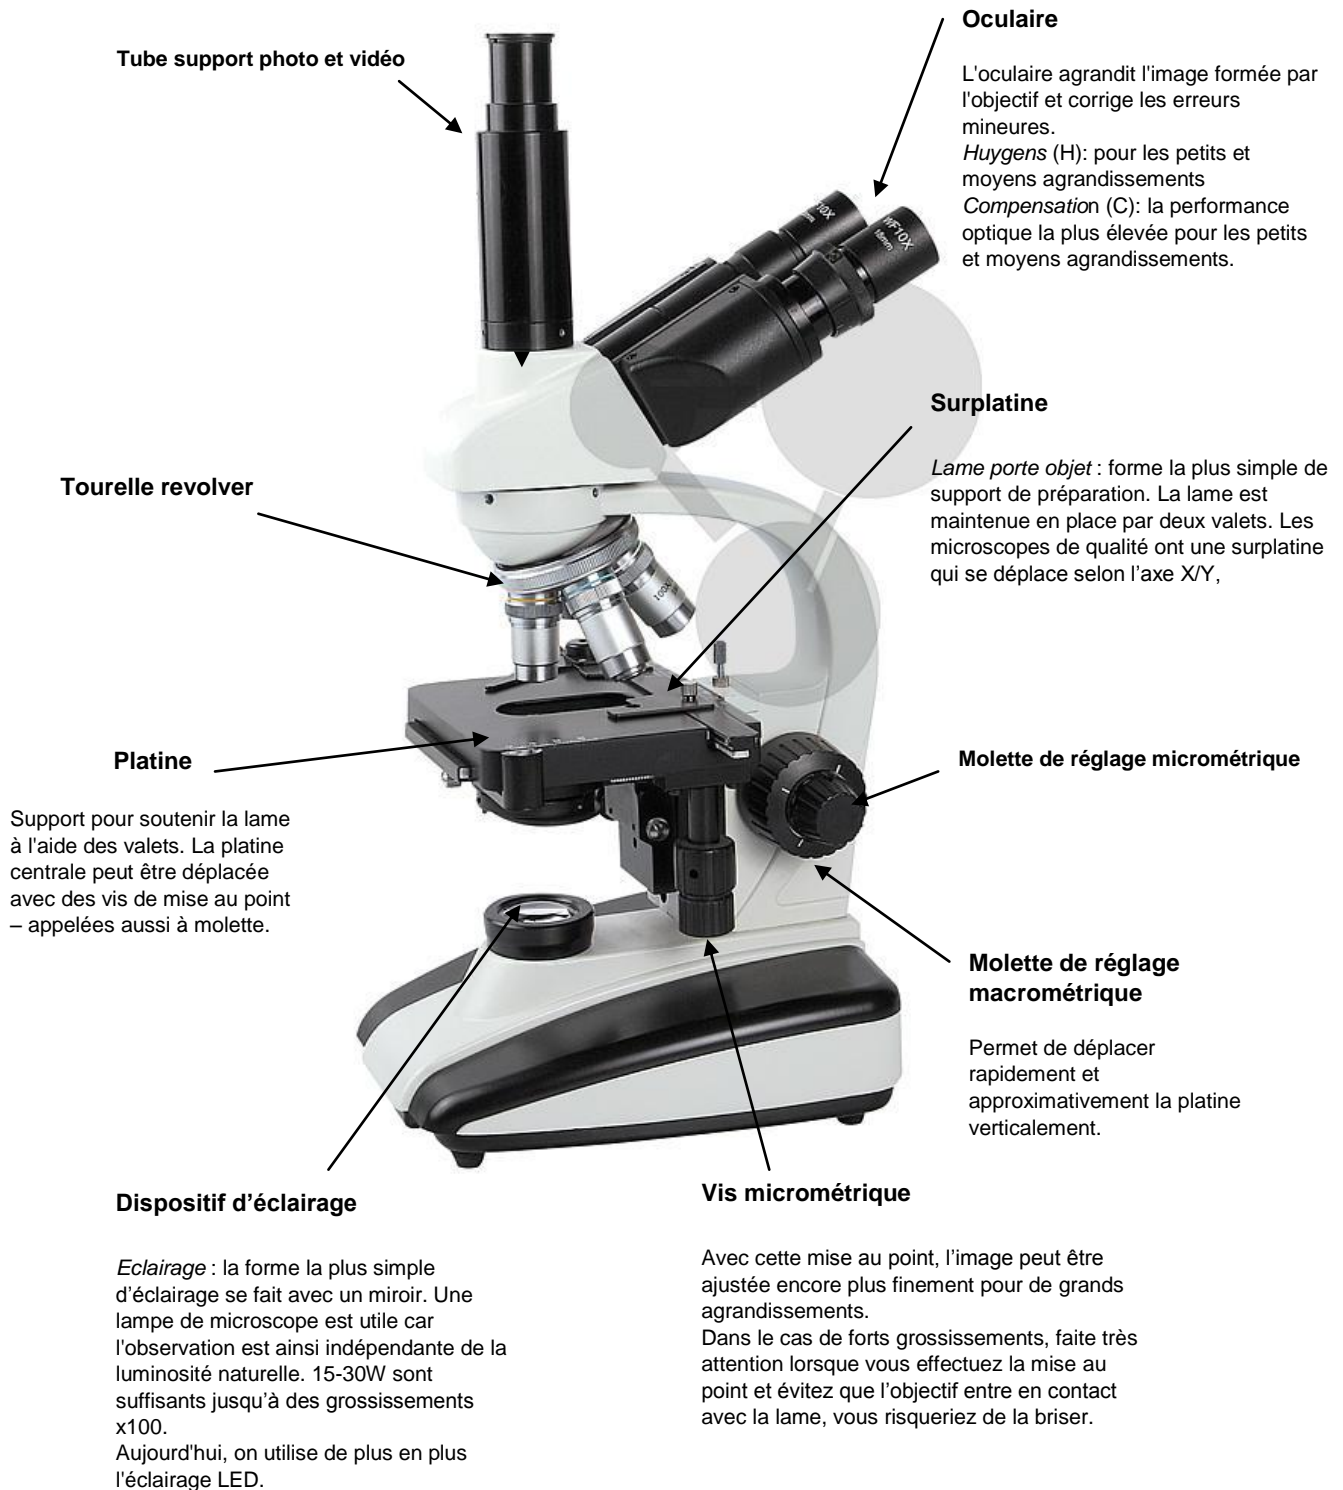 Oculaire
Tube support photo et vidéo
L'oculaire agrandit l'image formée par
l'objectif et corrige les erreurs
mineures.
Huygens (H): pour les petits et
moyens agrandissements
Compensation (C): la performance
optique la plus élevée pour les petits
et moyens agrandissements.
WF10X
18mm
Surplatine
Lame porte objet : forme la plus simple de
support de préparation. La lame est
maintenue en place par deux valets. Les
microscopes de qualité ont une surplatine
qui se déplace selon l'axe X/Y,
Tourelle revolver
100X
Platine
Support pour soutenir la lame
à l'aide des valets. La platine
centrale peut être déplacée
avec des vis de mise au point
– appelées aussi à molette.
Molette de réglage micrométrique
Molette de réglage
macrométrique
Permet de déplacer
rapidement et
approximativement la platine
verticalement.
Dispositif d'éclairage
Eclairage : la forme la plus simple
d'éclairage se fait avec un miroir. Une
lampe de microscope est utile car
l'observation est ainsi indépendante de la
luminosité naturelle. 15-30W sont
suffisants jusqu'à des grossissements
x100.
Aujourd'hui, on utilise de plus en plus
l'éclairage LED.
Vis micrométrique
Avec cette mise au point, l'image peut être
ajustée encore plus finement pour de grands
agrandissements.
Dans le cas de forts grossissements, faite très
attention lorsque vous effectuez la mise au
point et évitez que l'objectif entre en contact
avec la lame, vous risqueriez de la briser.